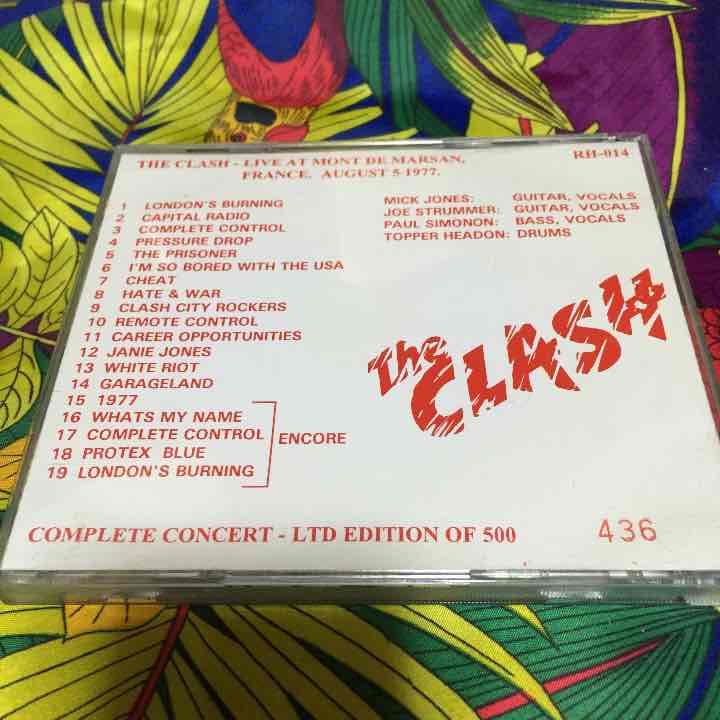 THE CLASH - LIVE AT MONT DE MARSAN,
FRANCE. AUGUST 5 1977.
RH-014
1 LONDON'S BURNING
2 CAPITAL RADIO
3 COMPLETE CONTROL
4 PRESSURE DROP
5 THE PRISONER
6 I'M SO BORED WITH THE USA
7 CHEAT
8 HATE & WAR
9 CLASH CITY ROCKERS
10 REMOTE CONTROL
11 CAREER OPPORTUNITIES
12 JANIE JONES
13 WHITE RIOT
14 GARAGELAND
15 1977
16 WHATS MY NAME
17 COMPLETE CONTROL
18 PROTEX BLUE
19 LONDON'S BURNING
ENCORE
MICK JONES: GUITAR, VOCALS
JOE STRUMMER: GUITAR, VOCALS
PAUL SIMONON: BASS, VOCALS
TOPPER HEADON: DRUMS
The
CLASH
COMPLETE CONCERT - LTD EDITION OF 500
436